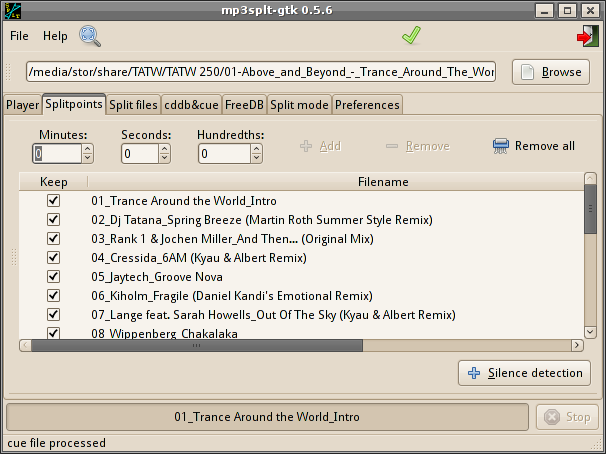 mp3splt-gtk 0.5.6
File Help
/media/stor/share/TATW/TATW 250/01-Above_and_Beyond_-_Trance_Around_The_Wor
Browse
Player Splitpoints Split files cddb&cue FreeDB Split mode Preferences
Minutes: Seconds: Hundredths:
0 0 0 Add Remove Remove all
Keep Filename
01_Trance Around the World_Intro
02_Dj Tatana_Spring Breeze (Martin Roth Summer Style Remix)
03_Rank 1 & Jochen Miller_And Then... (Original Mix)
04_Cressida_6AM (Kyau & Albert Remix)
05_Jaytech_Groove Nova
06_Kiholm_Fragile (Daniel Kandi's Emotional Remix)
07_Lange feat. Sarah Howells_Out Of The Sky (Kyau & Albert Remix)
08_Wippenberg_Chakalaka
Silence detection
01_Trance Around the World_Intro
Stop
cue file processed